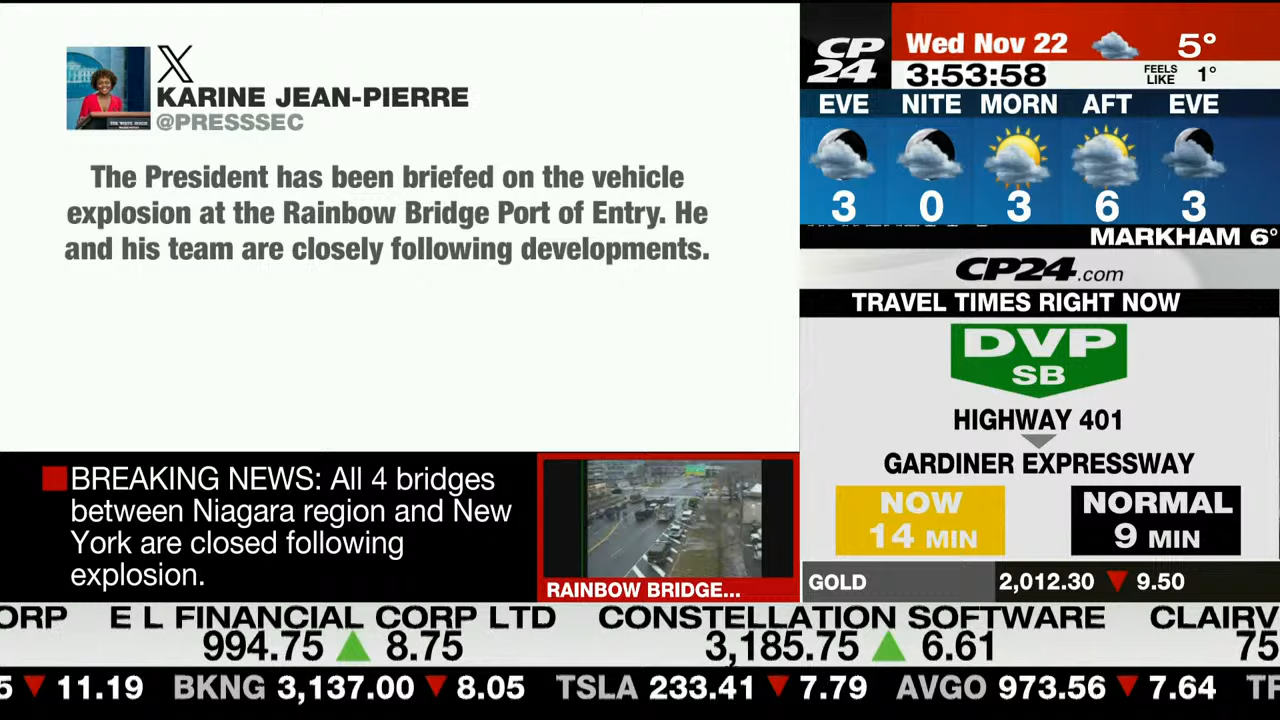 KARINE JEAN-PIERRE
@PRESSSEC
The President has been briefed on the vehicle
explosion at the Rainbow Bridge Port of Entry. He
and his team are closely following developments.
BREAKING NEWS: All 4 bridges
between Niagara region and New
York are closed following
explosion.
RAINBOW BRIDGE...
CP
24
Wed Nov 22
5°
3:53:58
FEELS
LIKE 1°
EVE NITE MORN AFT EVE
3 0 3 6 3
MARKHAM 6°
CP24.com
TRAVEL TIMES RIGHT NOW
DVP
SB
HIGHWAY 401
GARDINER EXPRESSWAY
NOW
14 MIN
NORMAL
9 MIN
GOLD 2,012.30 9.50
ORP E L FINANCIAL CORP LTD CONSTELLATION SOFTWARE CLAIRV
994.75 8.75 3,185.75 6.61 75
5 11.19 BKNG 3,137.00 8.05 TSLA 233.41 7.79 AVGO 973.56 7.64